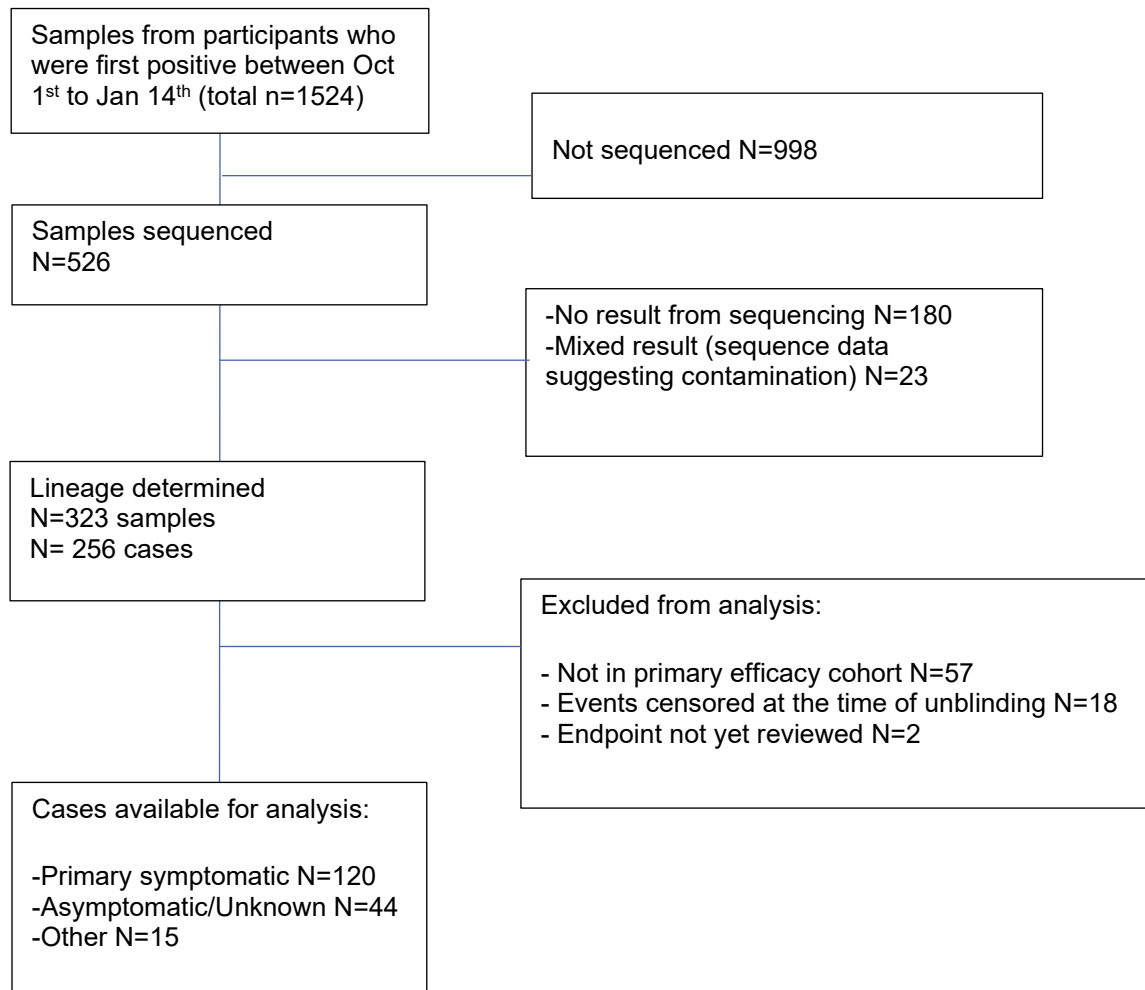 Samples from participants who
were first positive between Oct
1st to Jan 14th (total n=1524)
Not sequenced N=998
Samples sequenced
N=526
-No result from sequencing N=180
-Mixed result (sequence data
suggesting contamination) N=23
Lineage determined
N=323 samples
N= 256 cases
Excluded from analysis:
- Not in primary efficacy cohort N=57
- Events censored at the time of unblinding N=18
- Endpoint not yet reviewed N=2
Cases available for analysis:
-Primary symptomatic N=120
-Asymptomatic/Unknown N=44
-Other N=15